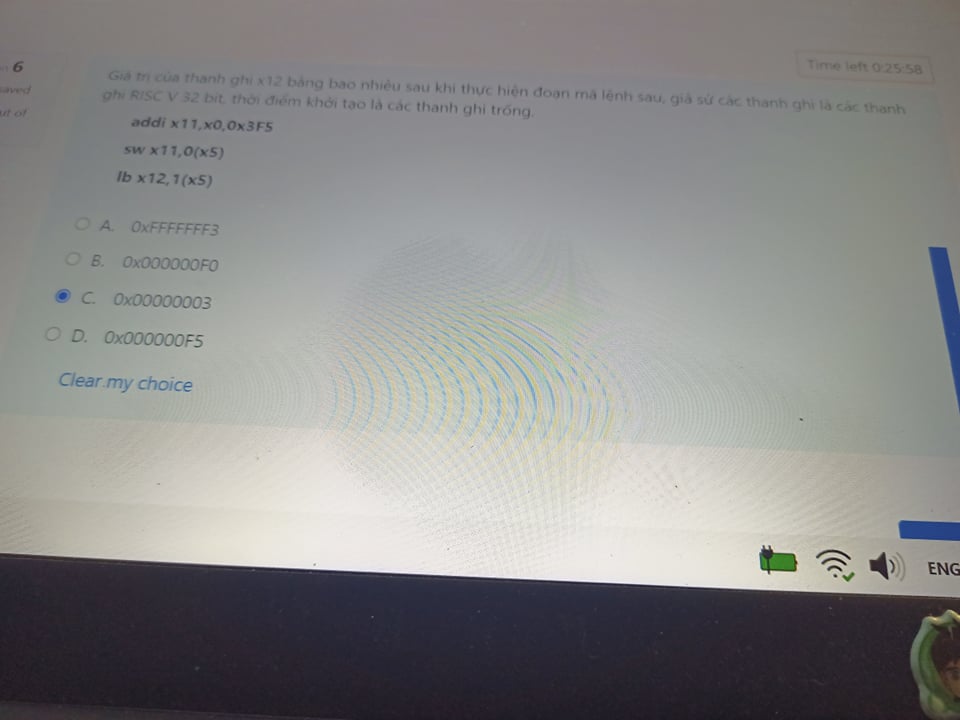 6
Time left 0:25:58
aved
ut of
Giá trị của thanh ghi x12 bằng bao nhiêu sau khi thực hiện đoạn mã lệnh sau, giả sử các thanh ghi là các thanh
ghi RISC V 32 bit, thời điểm khởi tạo là các thanh ghi trống.
addi x11,x0,0x3F5
sw x11,0(x5)
lb x12,1(x5)
A. 0xFFFFFFF3
B. 0x000000F0
C. 0x00000003
D. 0x000000F5
Clear my choice
ENG